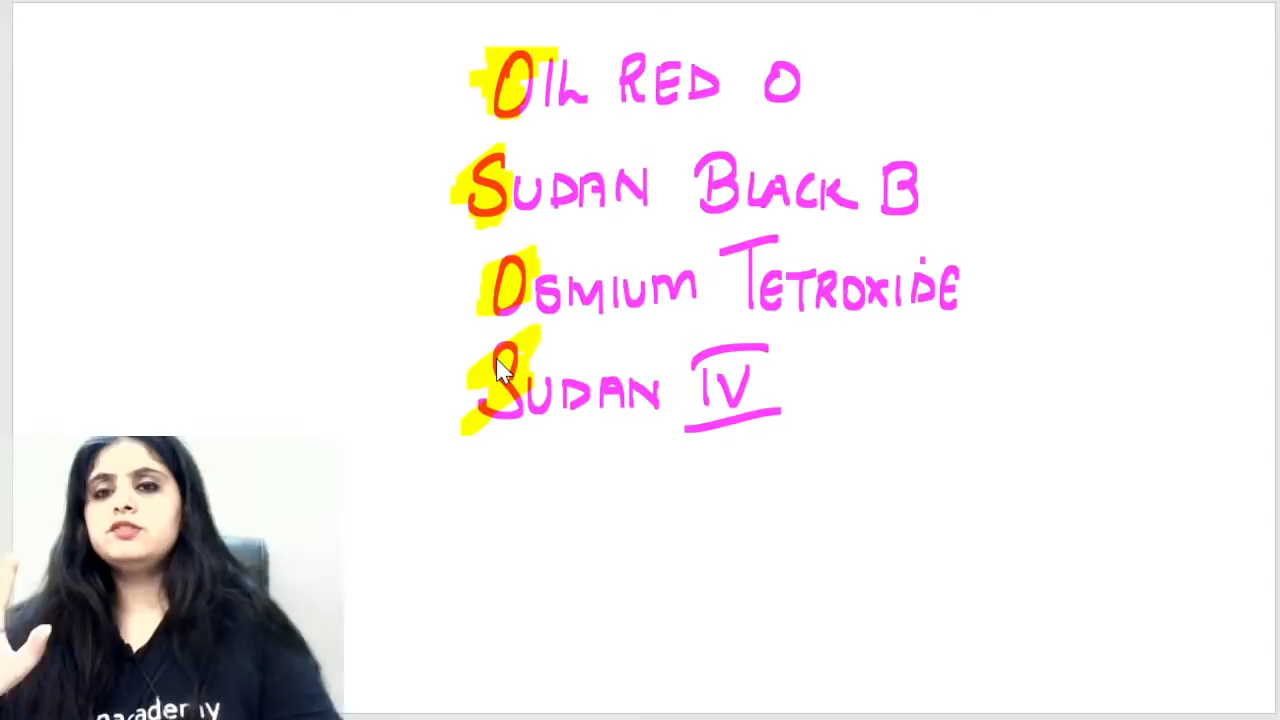 OIL RED O
SUDAN BLACK B
OSMIUM TETROXIDE
SUDAN IV